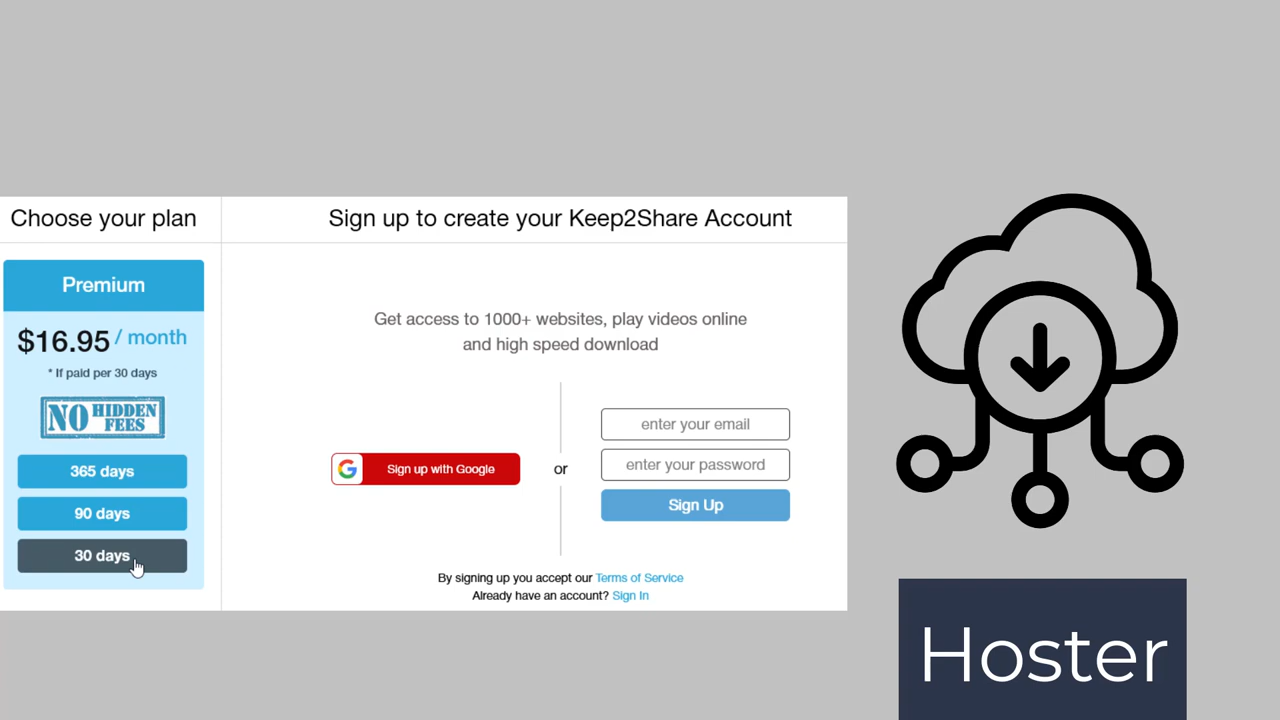 Choose your plan
Premium
$16.95 / month
* If paid per 30 days
NO HIDDEN FEES
365 days
90 days
30 days
Sign up to create your Keep2Share Account
Get access to 1000+ websites, play videos online
and high speed download
G
Sign up with Google
or
enter your email
enter your password
Sign Up
By signing up you accept our Terms of Service
Already have an account? Sign In
Hoster